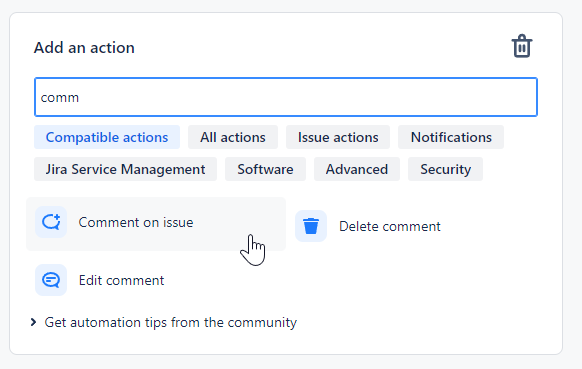 Add an action
comm
Compatible actions All actions Issue actions Notifications
Jira Service Management Software Advanced Security
Comment on issue Delete comment
Edit comment
Get automation tips from the community